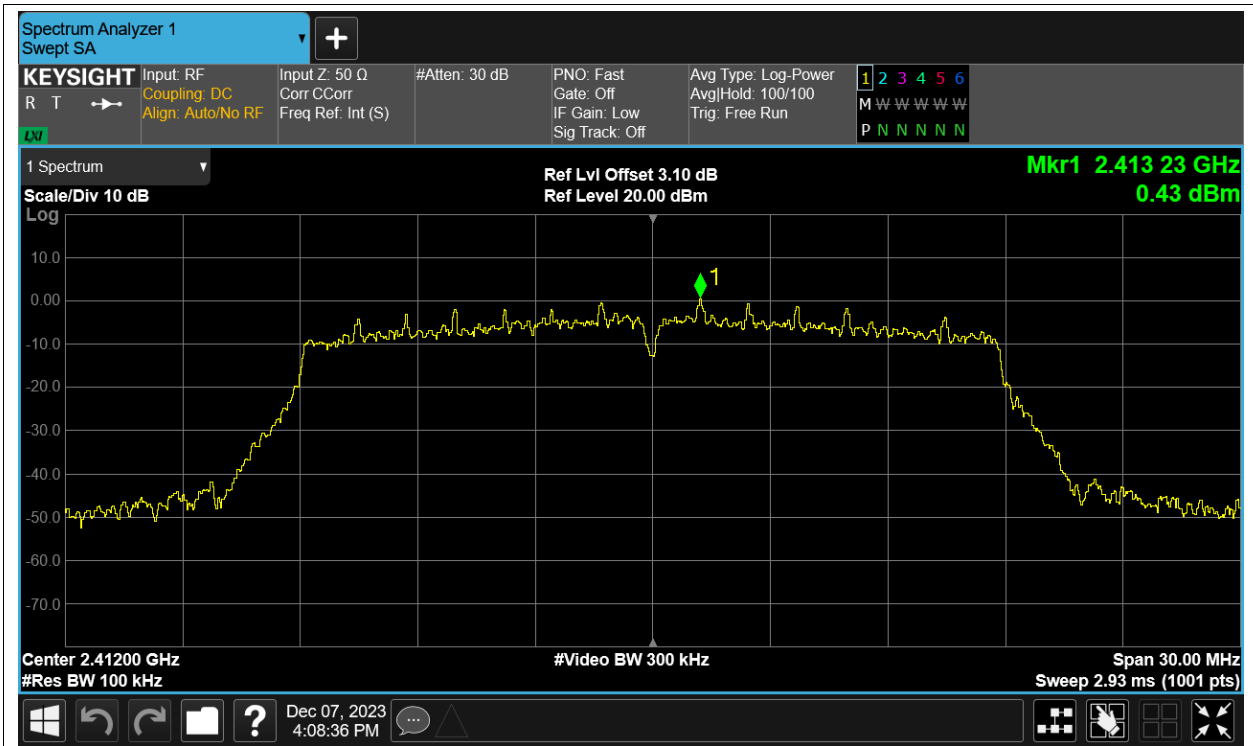 Spectrum Analyzer 1
Swept SA
KEYSIGHT
R T
LXI
Input: RF
Coupling: DC
Align: Auto/No RF
Input Z: 50 Ω
Corr CCorr
Freq Ref: Int (S)
#Atten: 30 dB
PNO: Fast
Gate: Off
IF Gain: Low
Sig Track: Off
Avg Type: Log-Power
Avg|Hold: 100/100
Trig: Free Run
1 2 3 4 5 6
M W W W W W
P N N N N N
1 Spectrum
Scale/Div 10 dB
Log
Ref Lvl Offset 3.10 dB
Ref Level 20.00 dBm
Mkr1 2.413 23 GHz
0.43 dBm
10.0
0.00
-10.0
-20.0
-30.0
-40.0
-50.0
-60.0
-70.0
1
Center 2.41200 GHz
#Res BW 100 kHz
#Video BW 300 kHz
Span 30.00 MHz
Sweep 2.93 ms (1001 pts)
?
Dec 07, 2023
4:08:36 PM